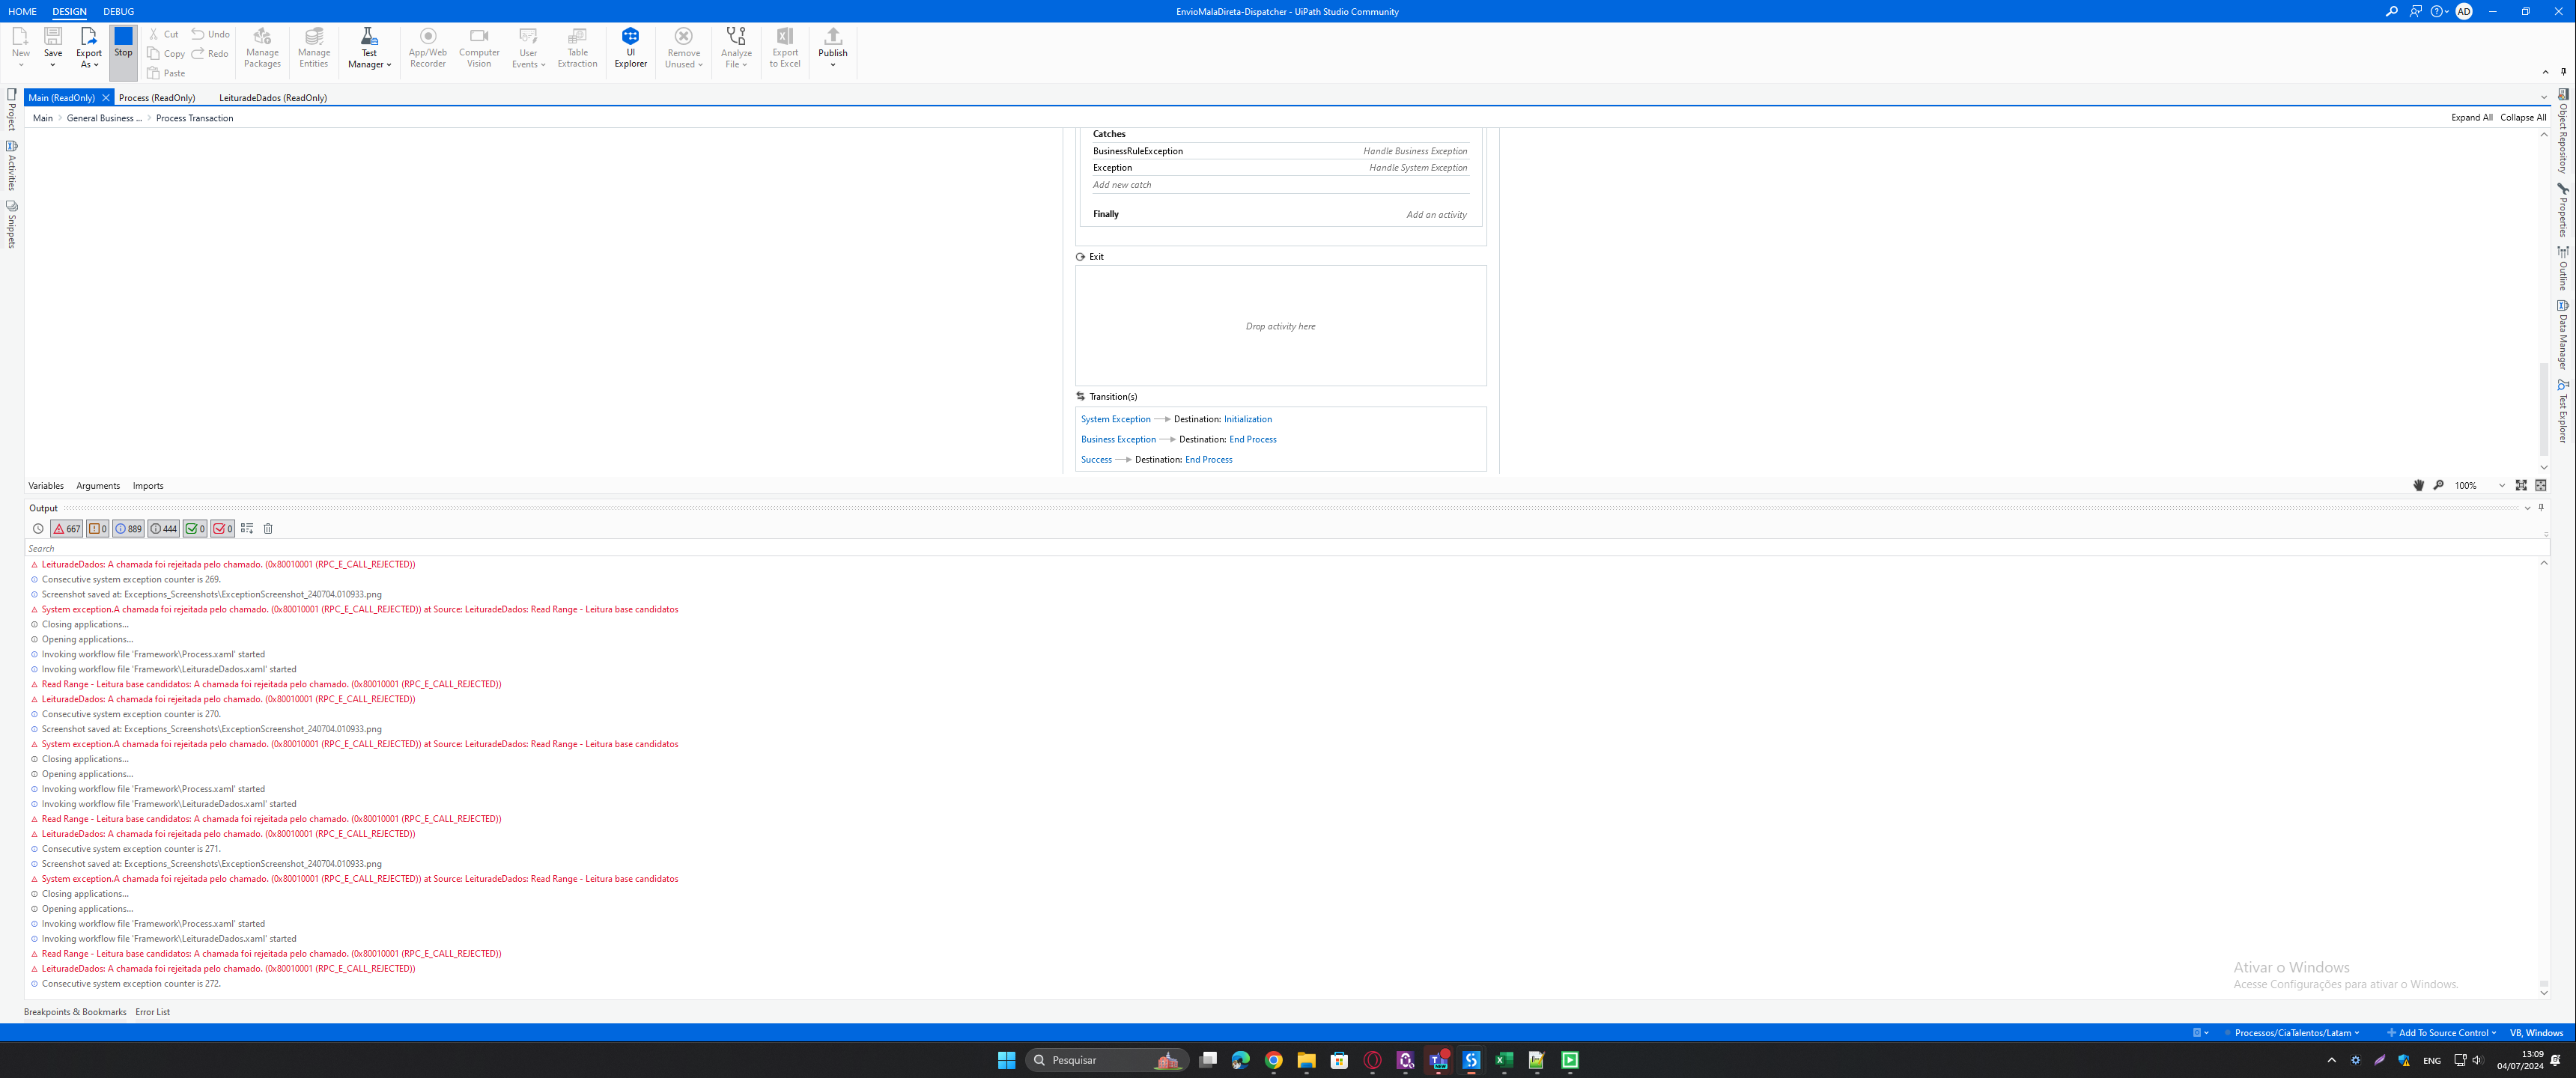 HOME DESIGN DEBUG
EnvioMalaDireta-Dispatcher - UiPath Studio Community
AD
New
Save
Export As
Stop
Cut
Copy
Paste
Undo
Redo
Manage Packages
Manage Entities
Test Manager
App/Web Recorder
Computer Vision
User Events
Table Extraction
UI Explorer
Remove Unused
Analyze File
Export to Excel
Publish
Project
Activities
Snippets
Main (ReadOnly) Process (ReadOnly) LeituradeDados (ReadOnly)
Main > General Business ... > Process Transaction
Expand All Collapse All
Object Repository
Properties
Outline
Data Manager
Test Explorer
Catches
BusinessRuleException Handle Business Exception
Exception Handle System Exception
Add new catch
Finally Add an activity
Exit
Drop activity here
Transition(s)
System Exception Destination: Initialization
Business Exception Destination: End Process
Success Destination: End Process
Variables Arguments Imports
100%
Output
667 0 889 444 0 0
Search
LeituradeDados: A chamada foi rejeitada pelo chamado. (0x80010001 (RPC_E_CALL_REJECTED))
Consecutive system exception counter is 269.
Screenshot saved at: Exceptions_Screenshots\ExceptionScreenshot_240704.010933.png
System exception.A chamada foi rejeitada pelo chamado. (0x80010001 (RPC_E_CALL_REJECTED)) at Source: LeituradeDados: Read Range - Leitura base candidatos
Closing applications...
Opening applications...
Invoking workflow file 'Framework\Process.xaml' started
Invoking workflow file 'Framework\LeituradeDados.xaml' started
Read Range - Leitura base candidatos: A chamada foi rejeitada pelo chamado. (0x80010001 (RPC_E_CALL_REJECTED))
LeituradeDados: A chamada foi rejeitada pelo chamado. (0x80010001 (RPC_E_CALL_REJECTED))
Consecutive system exception counter is 270.
Screenshot saved at: Exceptions_Screenshots\ExceptionScreenshot_240704.010933.png
System exception.A chamada foi rejeitada pelo chamado. (0x80010001 (RPC_E_CALL_REJECTED)) at Source: LeituradeDados: Read Range - Leitura base candidatos
Closing applications...
Opening applications...
Invoking workflow file 'Framework\Process.xaml' started
Invoking workflow file 'Framework\LeituradeDados.xaml' started
Read Range - Leitura base candidatos: A chamada foi rejeitada pelo chamado. (0x80010001 (RPC_E_CALL_REJECTED))
LeituradeDados: A chamada foi rejeitada pelo chamado. (0x80010001 (RPC_E_CALL_REJECTED))
Consecutive system exception counter is 271.
Screenshot saved at: Exceptions_Screenshots\ExceptionScreenshot_240704.010933.png
System exception.A chamada foi rejeitada pelo chamado. (0x80010001 (RPC_E_CALL_REJECTED)) at Source: LeituradeDados: Read Range - Leitura base candidatos
Closing applications...
Opening applications...
Invoking workflow file 'Framework\Process.xaml' started
Invoking workflow file 'Framework\LeituradeDados.xaml' started
Read Range - Leitura base candidatos: A chamada foi rejeitada pelo chamado. (0x80010001 (RPC_E_CALL_REJECTED))
LeituradeDados: A chamada foi rejeitada pelo chamado. (0x80010001 (RPC_E_CALL_REJECTED))
Consecutive system exception counter is 272.
Ativar o Windows
Acesse Configurações para ativar o Windows.
Breakpoints & Bookmarks Error List
Processos/CiaTalentos/Latam Add To Source Control VB, Windows
Pesquisar
ENG
13:09
04/07/2024